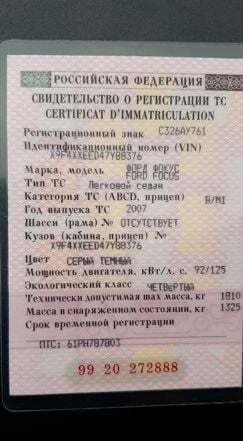 РОССИЙСКАЯ ФЕДЕРАЦИЯ
СВИДЕТЕЛЬСТВО О РЕГИСТРАЦИИ ТС
CERTIFICAT D'IMMATRICULATION
Регистрационный знак С326АУ761
Идентификационный номер (VIN)
X9F4XXEED47Y88376
Марка, модель ФОРД ФОКУС
FORD FOCUS
Тип ТС Легковой седан
Категория ТС (ABCD, прицеп) B/M1
Год выпуска ТС 2007
Шасси (рама) № ОТСУТСТВУЕТ
Кузов (кабина, прицеп) №
X9F4XXEED47Y88376
Цвет СЕРЫЙ ТЕМНЫЙ
Мощность двигателя, кВт/л. с. 92/125
Экологический класс ЧЕТВЕРТЫЙ
Технически допустимая max масса, кг 1810
Масса в снаряженном состоянии, кг 1325
Срок временной регистрации
ПТС: 61РН787803
99 20 272888